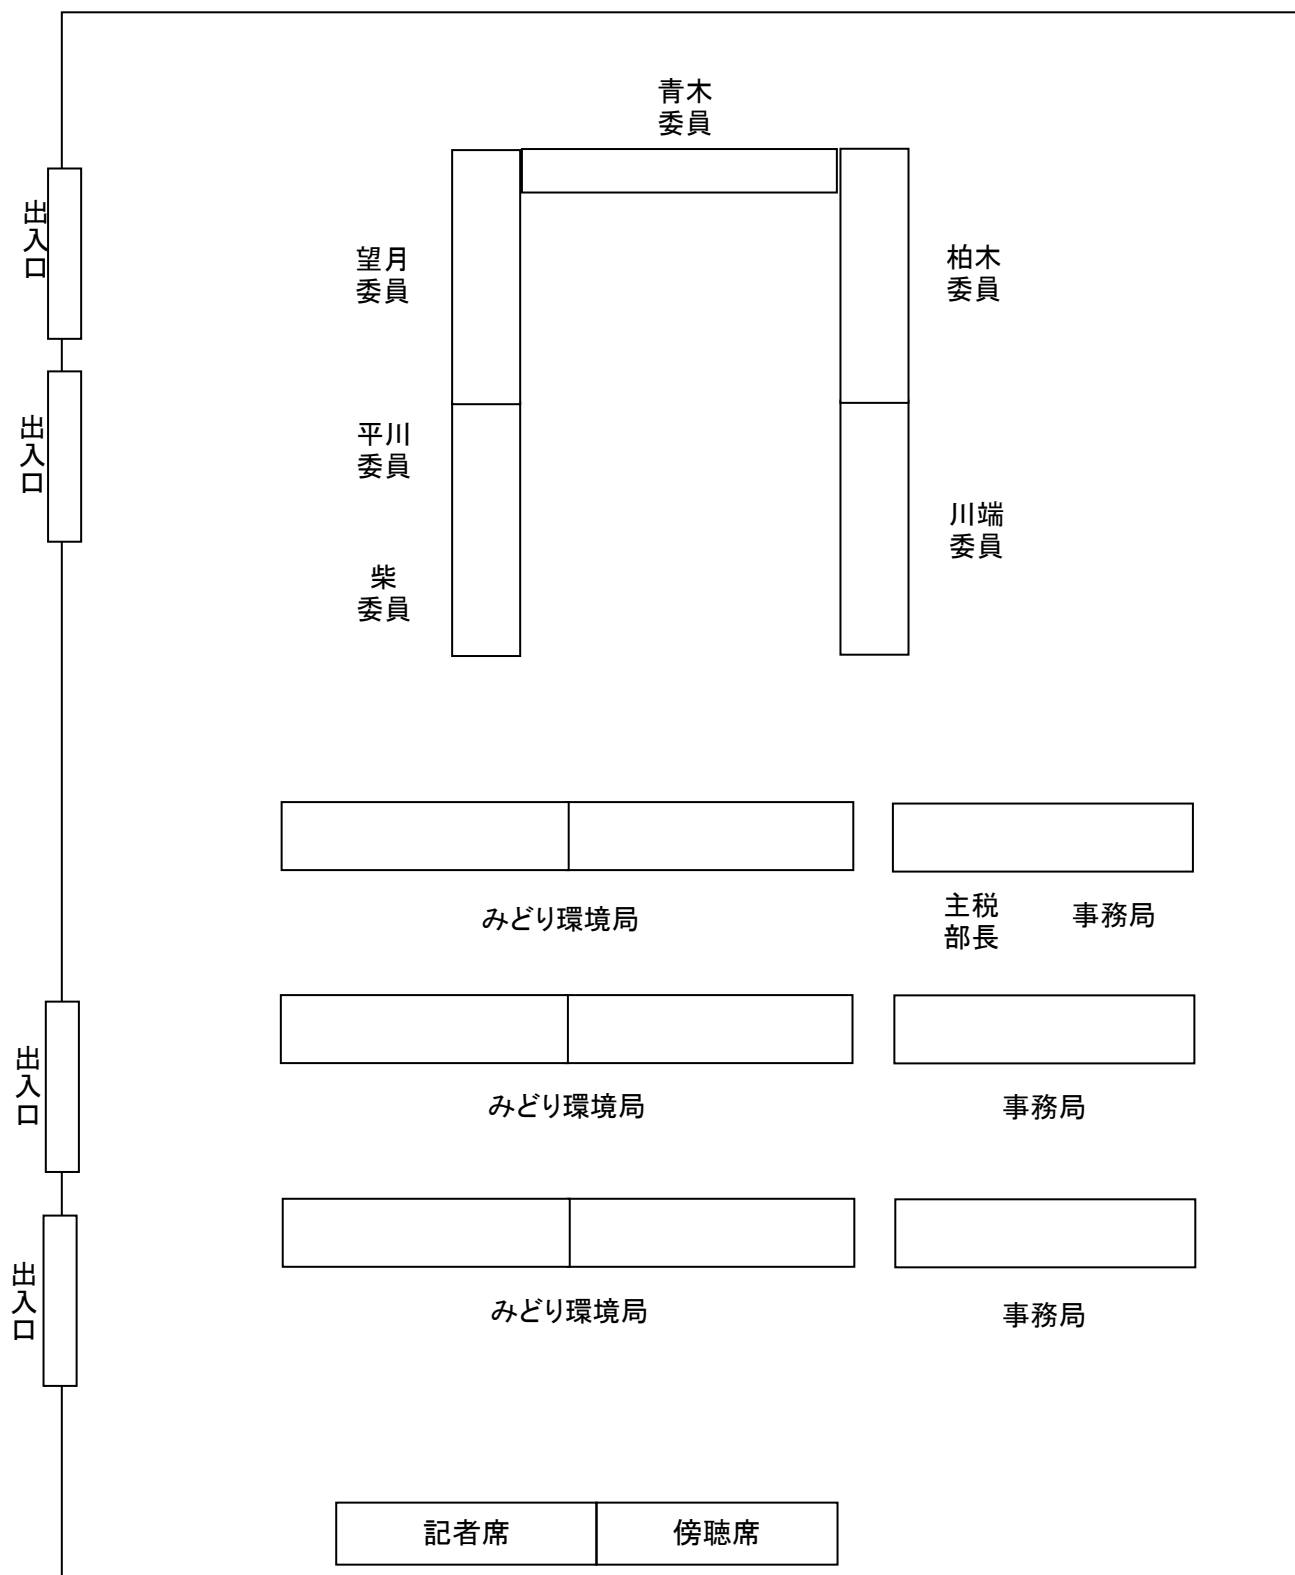 青木
委員
出入口
望月
委員
柏木
委員
出入口
平川
委員
川端
委員
柴
委員
みどり環境局
主税
部長
事務局
出入口
みどり環境局
事務局
出入口
みどり環境局
事務局
記者席
傍聴席